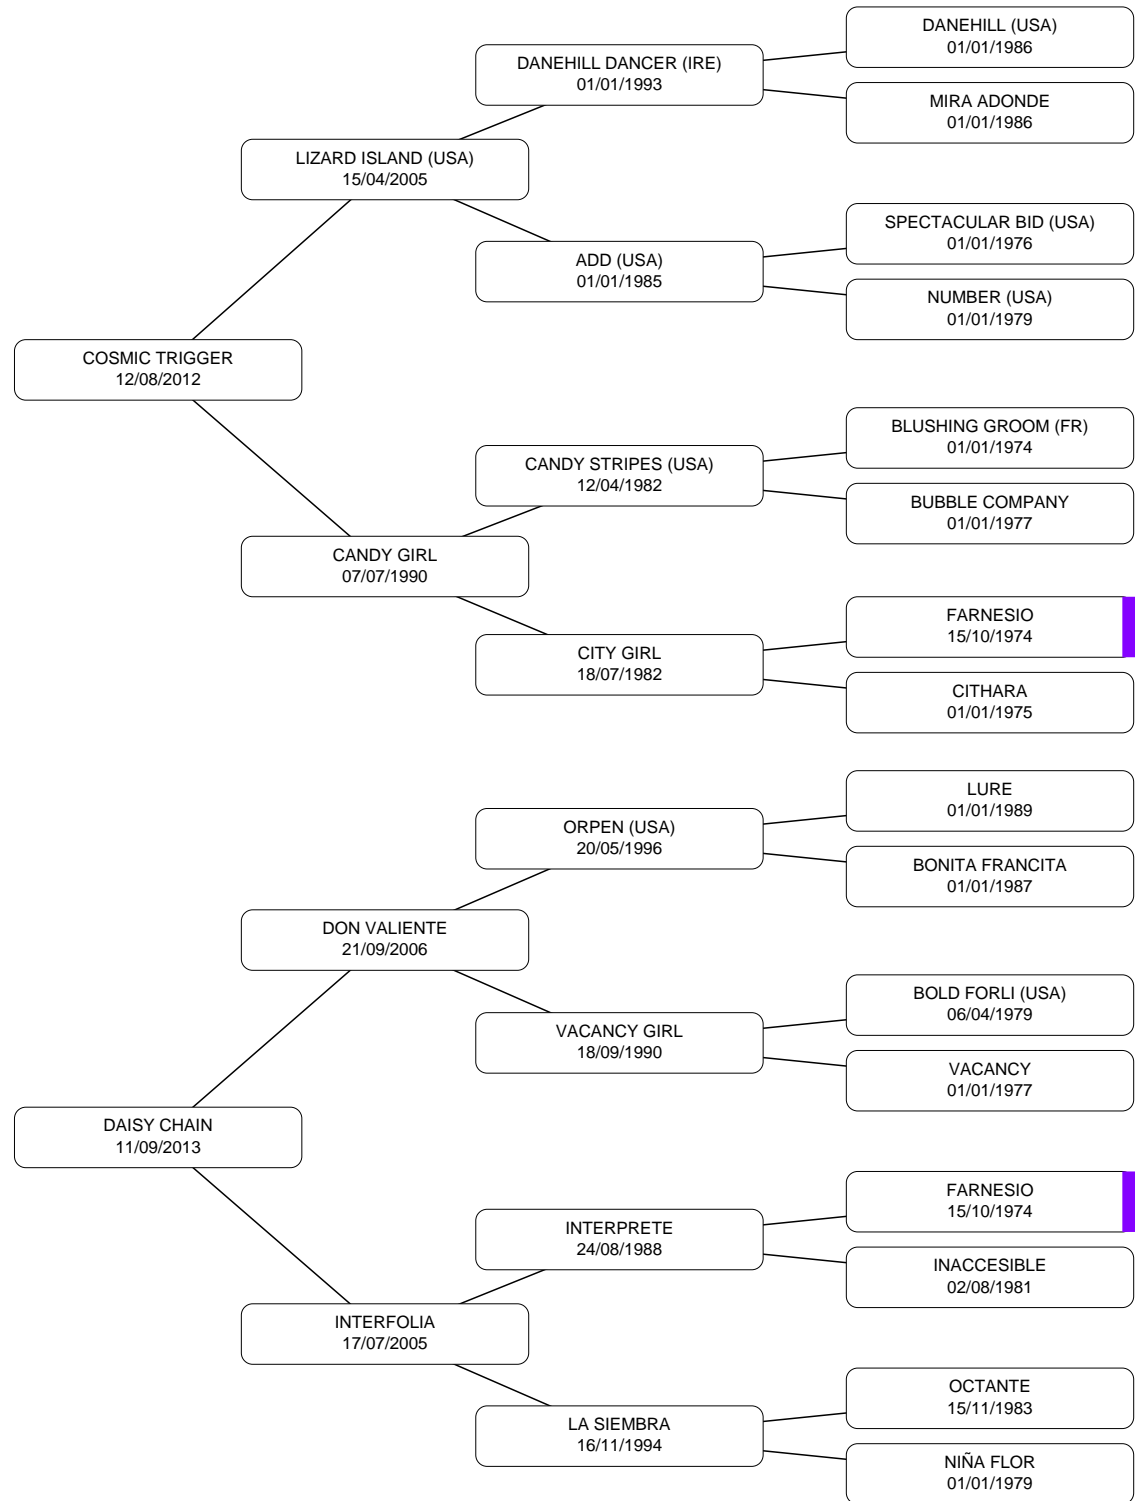 DANEHILL (USA)
01/01/1986
DANEHILL DANCER (IRE)
01/01/1993
MIRA ADONDE
01/01/1986
LIZARD ISLAND (USA)
15/04/2005
SPECTACULAR BID (USA)
01/01/1976
ADD (USA)
01/01/1985
NUMBER (USA)
01/01/1979
COSMIC TRIGGER
12/08/2012
BLUSHING GROOM (FR)
01/01/1974
CANDY STRIPES (USA)
12/04/1982
BUBBLE COMPANY
01/01/1977
CANDY GIRL
07/07/1990
FARNESIO
15/10/1974
CITY GIRL
18/07/1982
CITHARA
01/01/1975
LURE
01/01/1989
ORPEN (USA)
20/05/1996
BONITA FRANCITA
01/01/1987
DON VALIENTE
21/09/2006
BOLD FORLI (USA)
06/04/1979
VACANCY GIRL
18/09/1990
VACANCY
01/01/1977
DAISY CHAIN
11/09/2013
FARNESIO
15/10/1974
INTERPRETE
24/08/1988
INACCESIBLE
02/08/1981
INTERFOLIA
17/07/2005
OCTANTE
15/11/1983
LA SIEMBRA
16/11/1994
NIÑA FLOR
01/01/1979